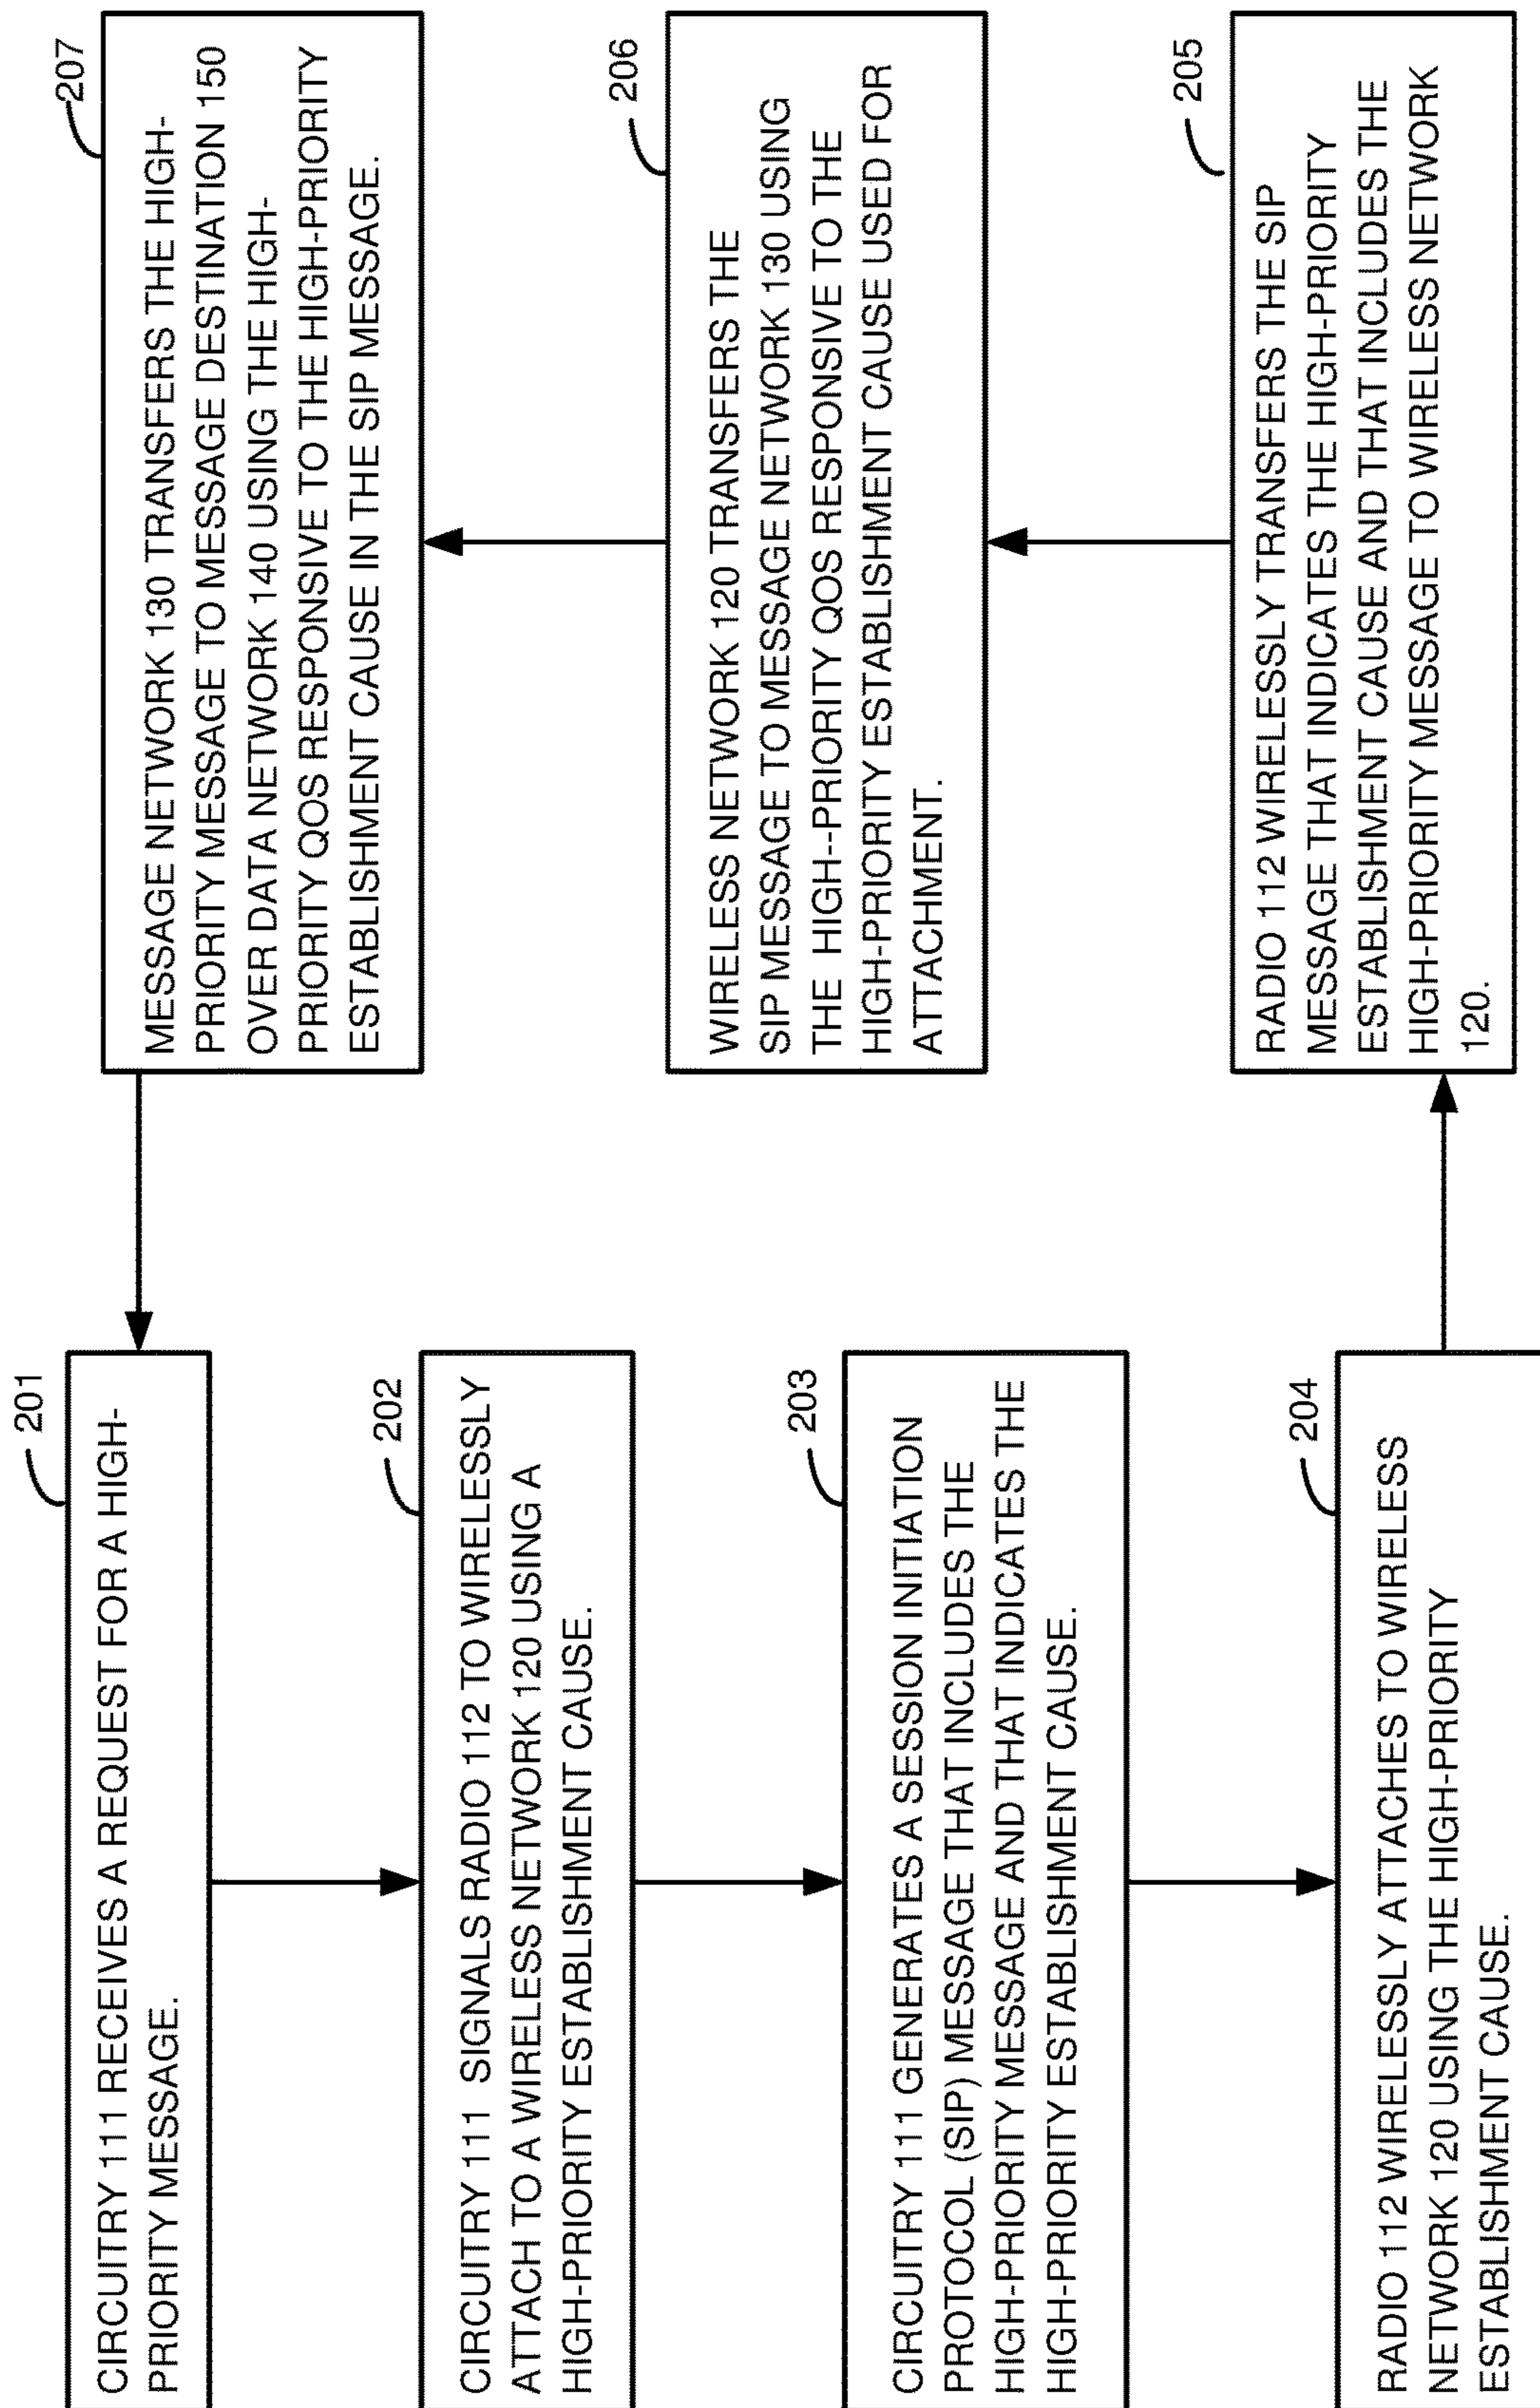 201
CIRCUITRY 111 RECEIVES A REQUEST FOR A HIGH-
PRIORITY MESSAGE.
202
CIRCUITRY 111 SIGNALS RADIO 112 TO WIRELESSLY
ATTACH TO A WIRELESS NETWORK 120 USING A
HIGH-PRIORITY ESTABLISHMENT CAUSE.
203
CIRCUITRY 111 GENERATES A SESSION INITIATION
PROTOCOL (SIP) MESSAGE THAT INCLUDES THE
HIGH-PRIORITY MESSAGE AND THAT INDICATES THE
HIGH-PRIORITY ESTABLISHMENT CAUSE.
204
RADIO 112 WIRELESSLY ATTACHES TO WIRELESS
NETWORK 120 USING THE HIGH-PRIORITY
ESTABLISHMENT CAUSE.
205
RADIO 112 WIRELESSLY TRANSFERS THE SIP
MESSAGE THAT INDICATES THE HIGH-PRIORITY
ESTABLISHMENT CAUSE AND THAT INCLUDES THE
HIGH-PRIORITY MESSAGE TO WIRELESS NETWORK
120.
206
WIRELESS NETWORK 120 TRANSFERS THE
SIP MESSAGE TO MESSAGE NETWORK 130 USING
THE HIGH--PRIORITY QOS RESPONSIVE TO THE
HIGH-PRIORITY ESTABLISHMENT CAUSE USED FOR
ATTACHMENT.
207
MESSAGE NETWORK 130 TRANSFERS THE HIGH-
PRIORITY MESSAGE TO MESSAGE DESTINATION 150
OVER DATA NETWORK 140 USING THE HIGH-
PRIORITY QOS RESPONSIVE TO THE HIGH-PRIORITY
ESTABLISHMENT CAUSE IN THE SIP MESSAGE.